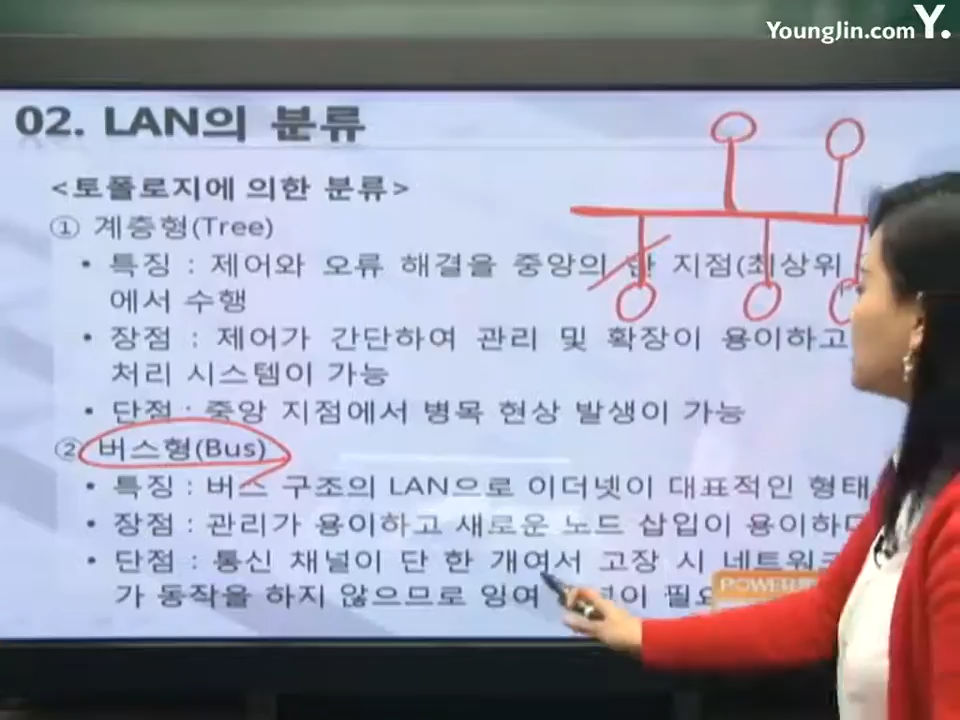 YoungJin.com Y.
02. LAN의 분류
<토폴로지에 의한 분류>
① 계층형(Tree)
• 특징 : 제어와 오류 해결을 중앙의 한 지점(최상위
에서 수행
• 장점 : 제어가 간단하여 관리 및 확장이 용이하고
처리 시스템이 가능
• 단점 : 중앙 지점에서 병목 현상 발생이 가능
② 버스형(Bus)
• 특징 : 버스 구조의 LAN으로 이더넷이 대표적인 형태
• 장점 : 관리가 용이하고 새로운 노드 삽입이 용이하다
• 단점 : 통신 채널이 단 한 개여서 고장 시 네트워크
가 동작을 하지 않으므로 잉여
POWER